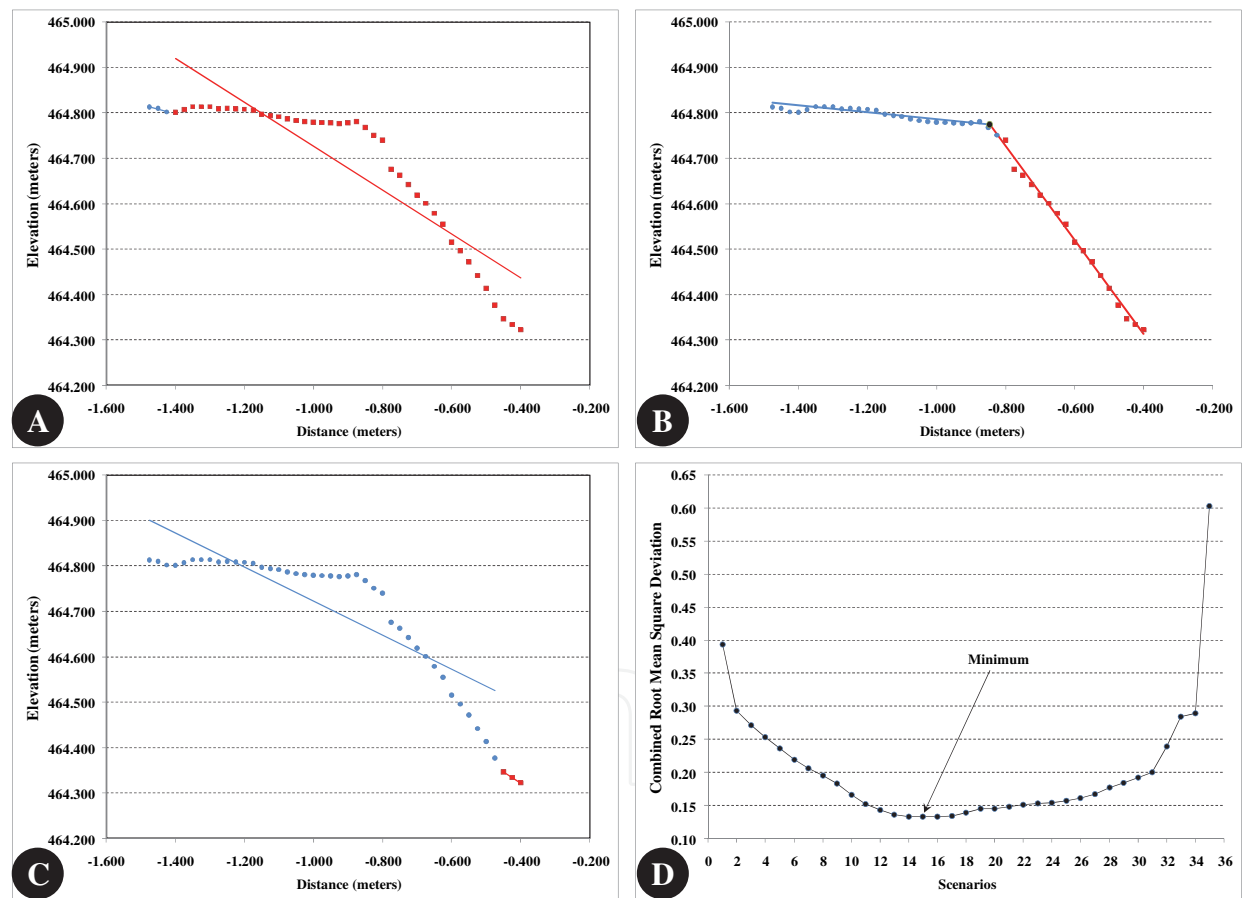 465.000
464.900
464.800
464.700
464.600
464.500
464.400
464.300
464.200
-1.600 -1.400 -1.200 -1.000 -0.800 -0.600 -0.400 -0.200
Elevation (meters)
Distance (meters)
A
465.000
464.900
464.800
464.700
464.600
464.500
464.400
464.300
464.200
-1.600 -1.400 -1.200 -1.000 -0.800 -0.600 -0.400 -0.200
Elevation (meters)
Distance (meters)
B
465.000
464.900
464.800
464.700
464.600
464.500
464.400
464.300
464.200
-1.600 -1.400 -1.200 -1.000 -0.800 -0.600 -0.400 -0.200
Elevation (meters)
Distance (meters)
C
0.65
0.60
0.55
0.50
0.45
0.40
0.35
0.30
0.25
0.20
0.15
0.10
0 2 4 6 8 10 12 14 16 18 20 22 24 26 28 30 32 34 36
Combined Root Mean Square Deviation
Minimum
Scenarios
D